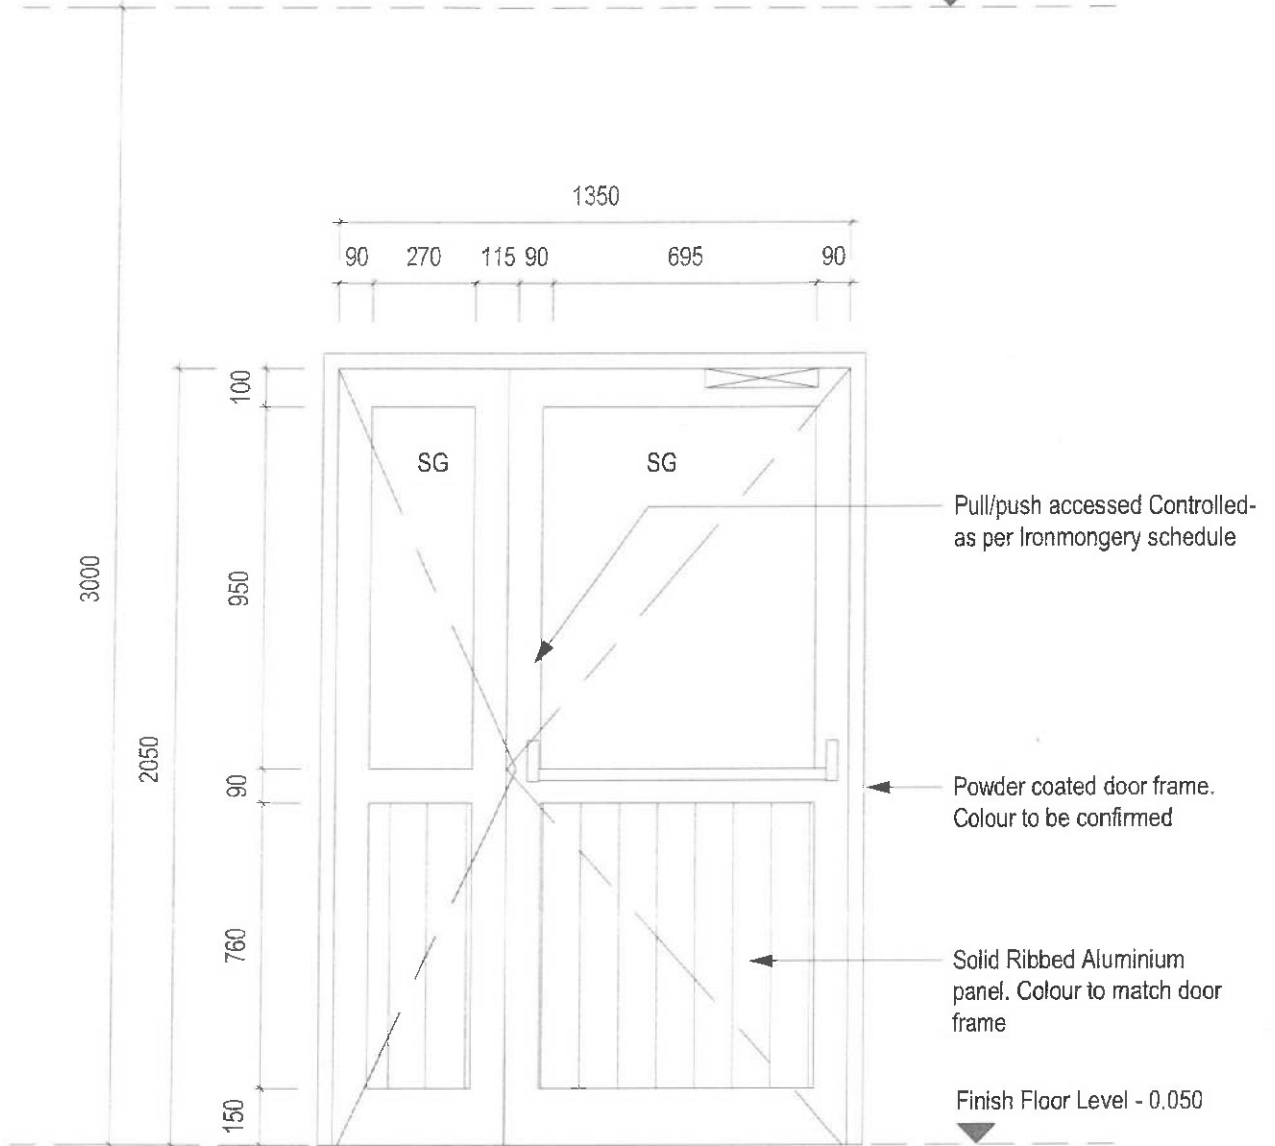 1350
90 270 115 90 695 90
100
SG SG
Pull/push accessed Controlled-
as per Ironmongery schedule
3000
950
2050
90
Powder coated door frame.
Colour to be confirmed
760
Solid Ribbed Aluminium
panel. Colour to match door
frame
Finish Floor Level - 0.050
150